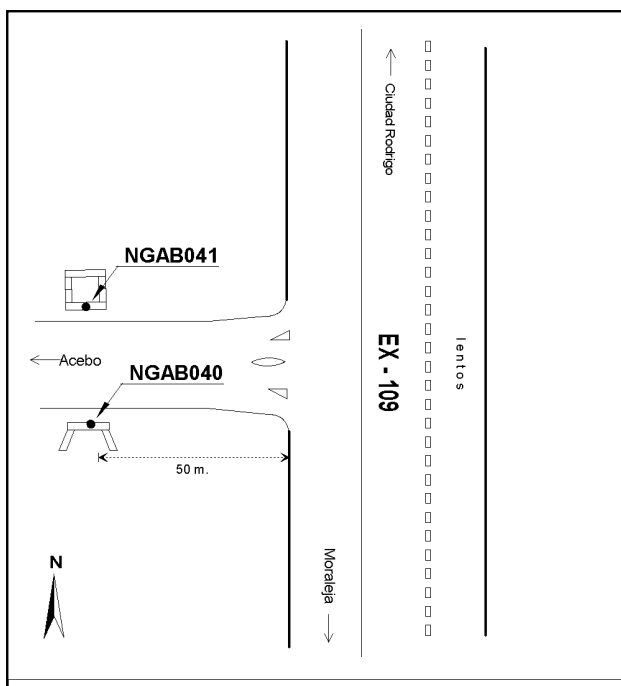 Ciudad Rodrigo
NGAB041
EX - 109
lentos
Acebo
NGAB040
50 m.
Moraleja
N